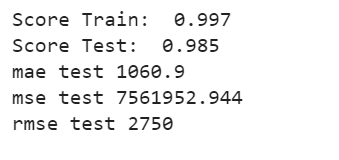 Score Train:  0.997
Score Test:  0.985
mae test 1060.9
mse test 7561952.944
rmse test 2750